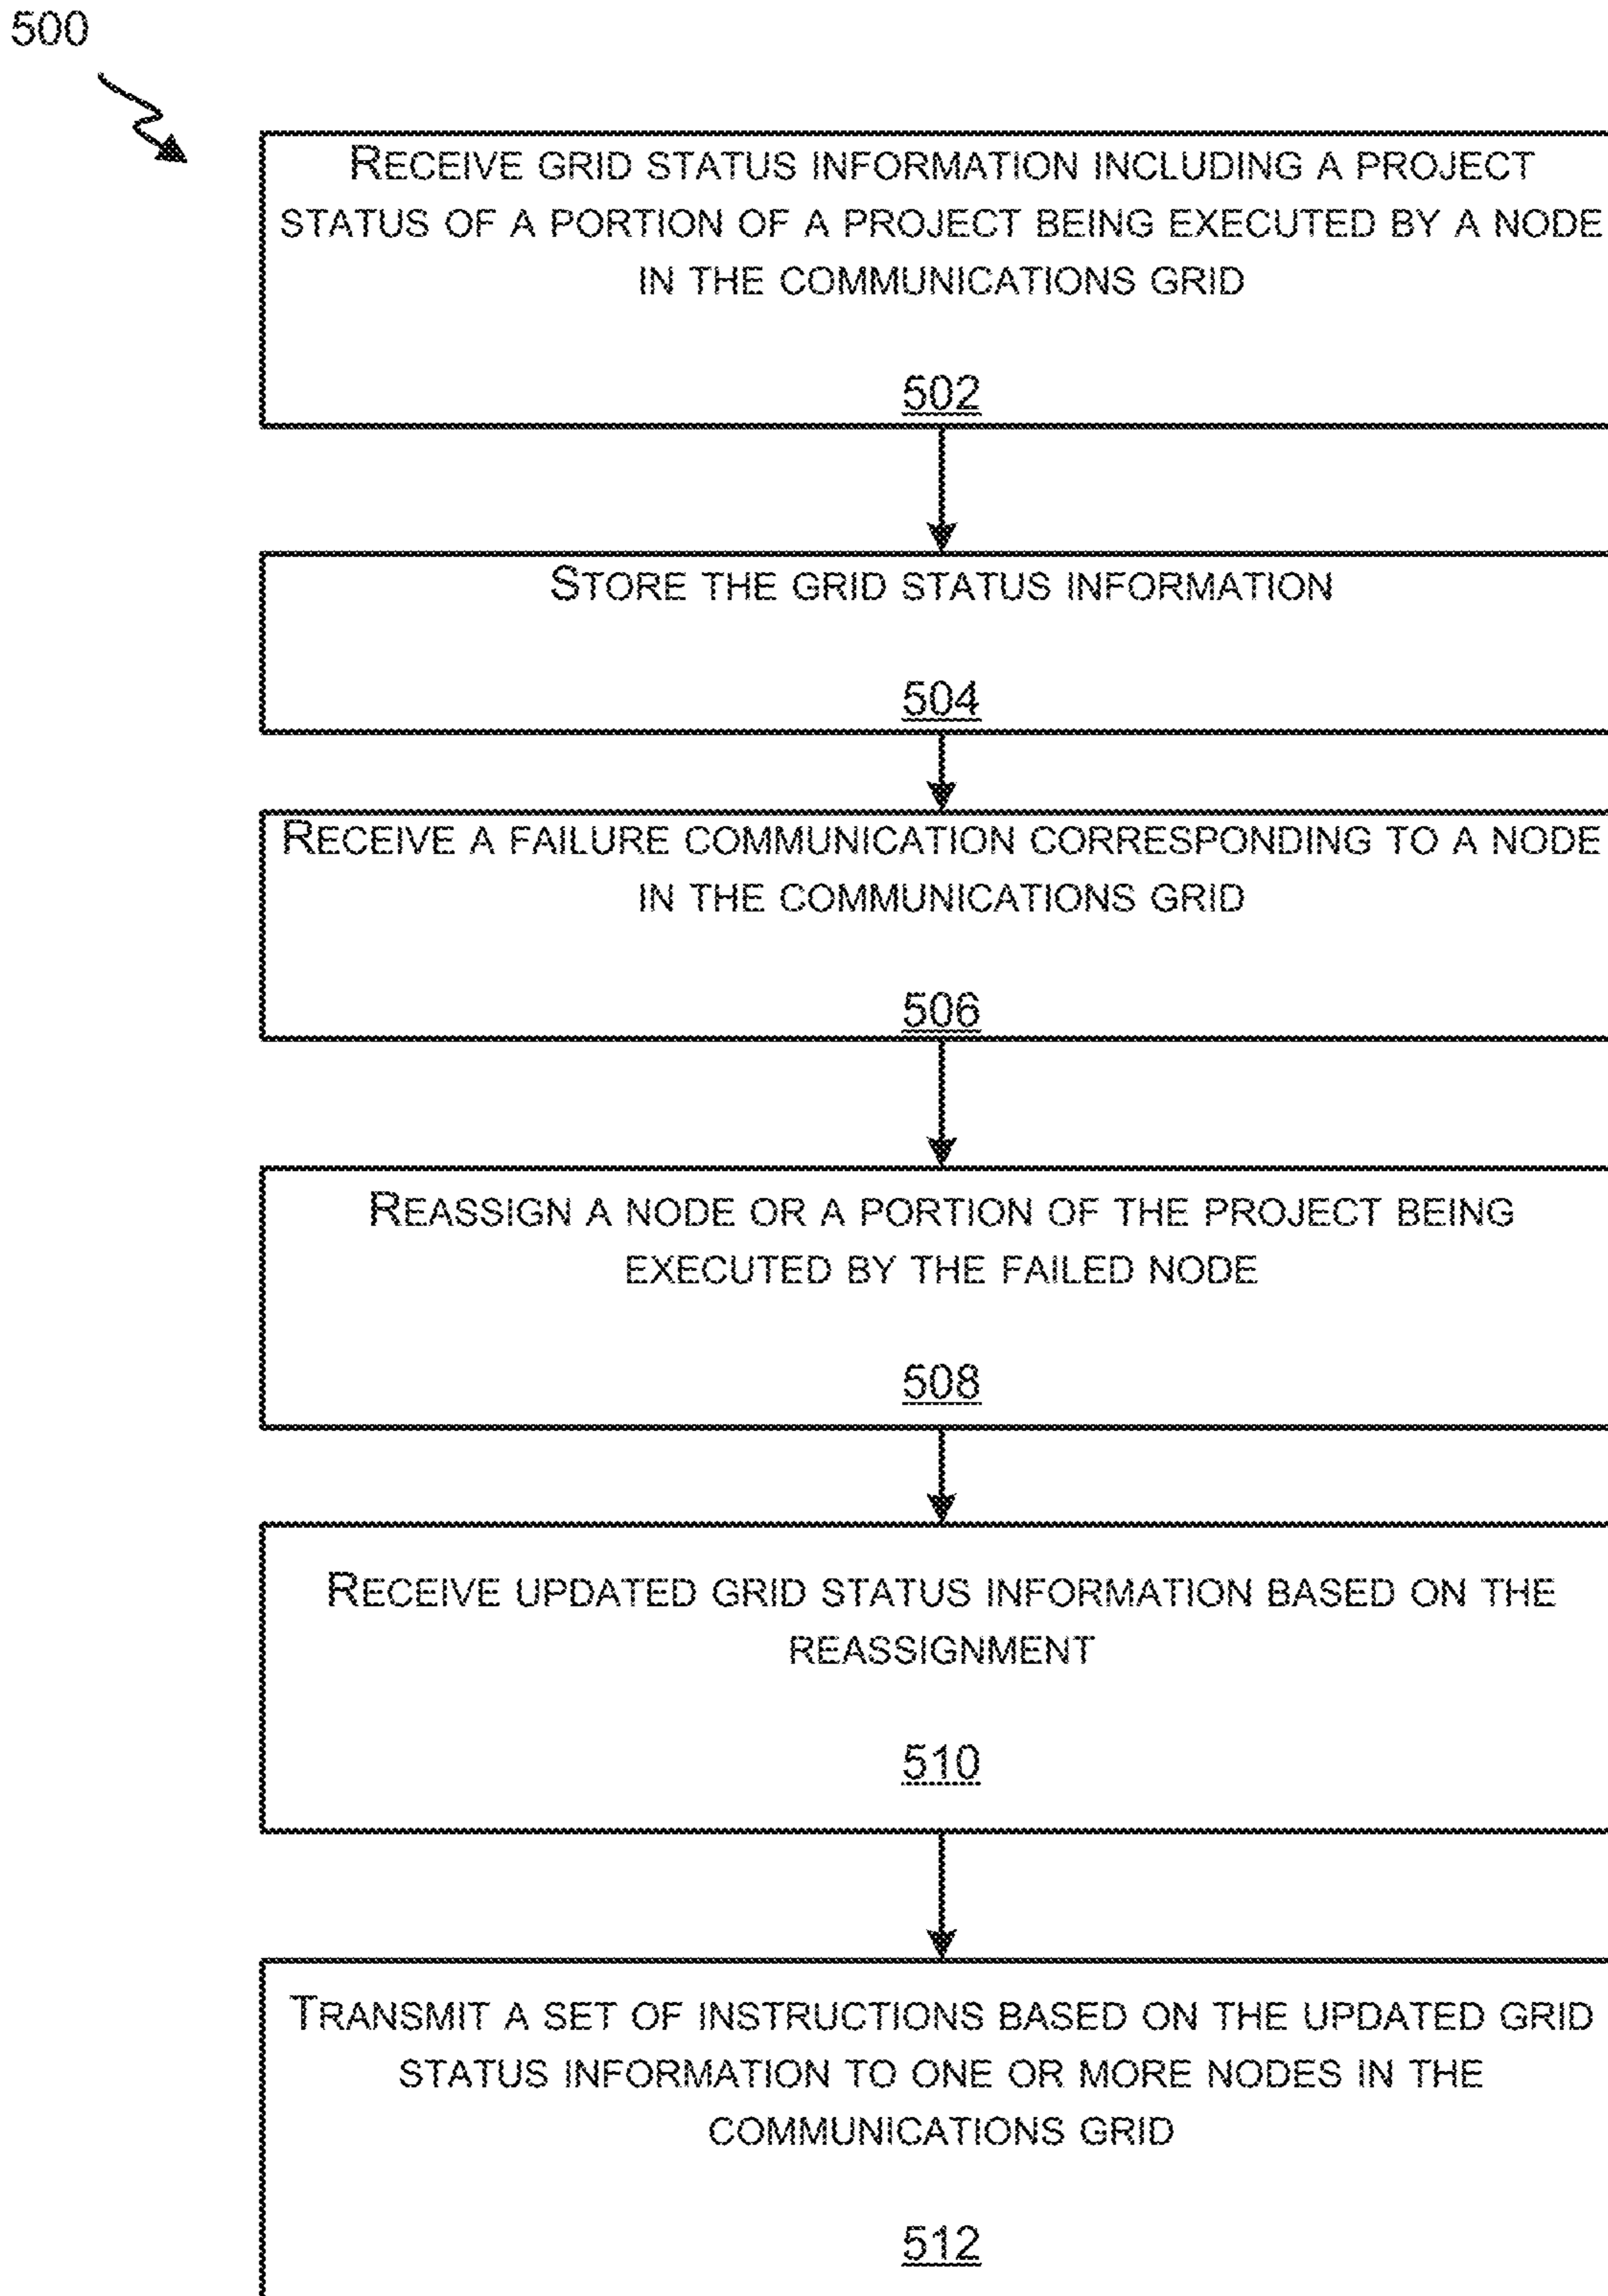 500
RECEIVE GRID STATUS INFORMATION INCLUDING A PROJECT
STATUS OF A PORTION OF A PROJECT BEING EXECUTED BY A NODE
IN THE COMMUNICATIONS GRID
502
STORE THE GRID STATUS INFORMATION
504
RECEIVE A FAILURE COMMUNICATION CORRESPONDING TO A NODE
IN THE COMMUNICATIONS GRID
506
REASSIGN A NODE OR A PORTION OF THE PROJECT BEING
EXECUTED BY THE FAILED NODE
508
RECEIVE UPDATED GRID STATUS INFORMATION BASED ON THE
REASSIGNMENT
510
TRANSMIT A SET OF INSTRUCTIONS BASED ON THE UPDATED GRID
STATUS INFORMATION TO ONE OR MORE NODES IN THE
COMMUNICATIONS GRID
512